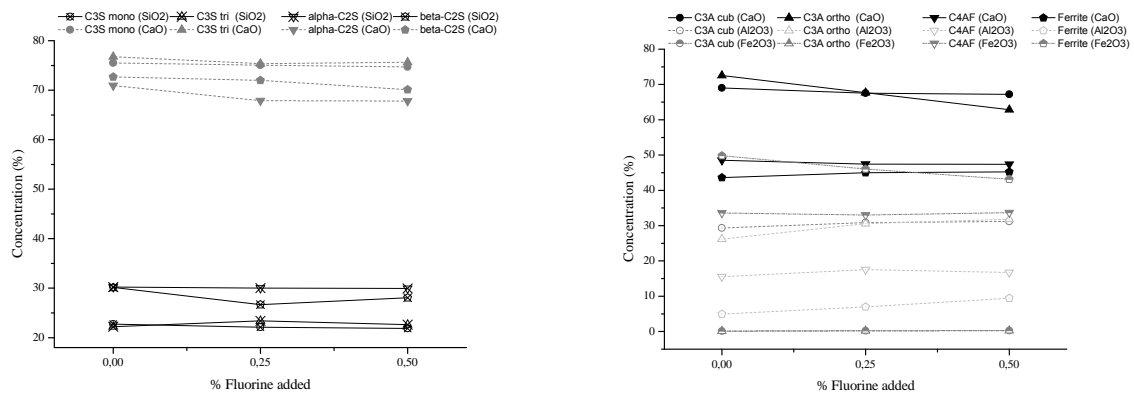 C3S mono (SiO2) C3S tri (SiO2) alpha-C2S (SiO2) beta-C2S (SiO2)
C3S mono (CaO) C3S tri (CaO) alpha-C2S (CaO) beta-C2S (CaO)
80
70
60
50
40
30
20
Concentration (%)
0,00 0,25 0,50
% Fluorine added
C3A cub (CaO) C3A ortho (CaO) C4AF (CaO) Ferrite (CaO)
C3A cub (Al2O3) C3A ortho (Al2O3) C4AF (Al2O3) Ferrite (Al2O3)
C3A cub (Fe2O3) C3A ortho (Fe2O3) C4AF (Fe2O3) Ferrite (Fe2O3)
80
70
60
50
40
30
20
10
0
Concentration (%)
0,00 0,25 0,50
% Fluorine added